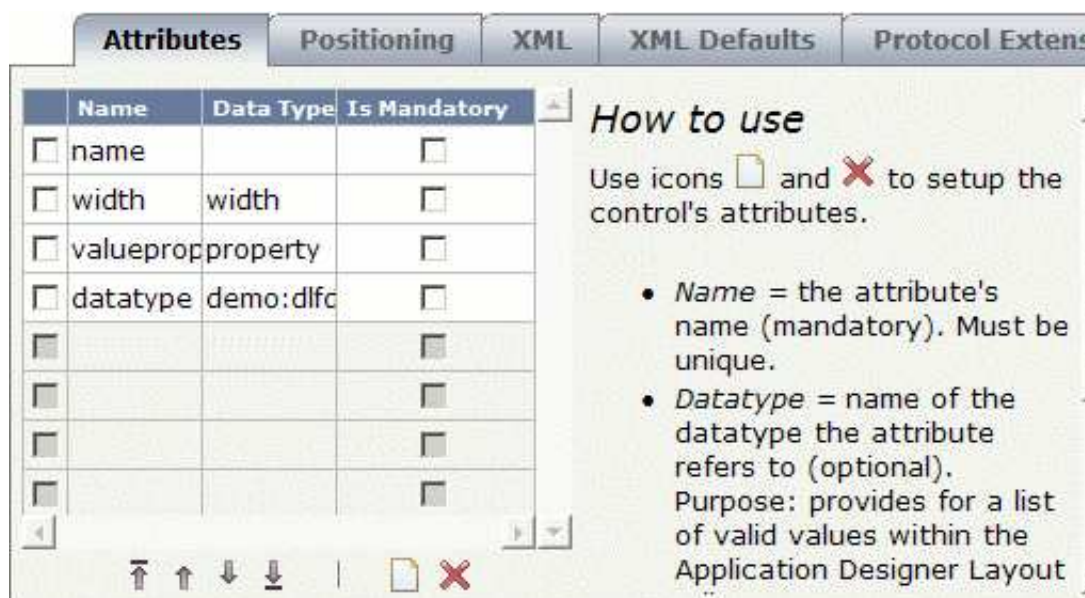 Attributes Positioning XML XML Defaults Protocol Extens
Name Data Type Is Mandatory
name
width width
valueprop property
datatype demo:dlfc
How to use
Use icons and to setup the
control's attributes.
• Name = the attribute's
name (mandatory). Must be
unique.
• Datatype = name of the
datatype the attribute
refers to (optional).
Purpose: provides for a list
of valid values within the
Application Designer Layout